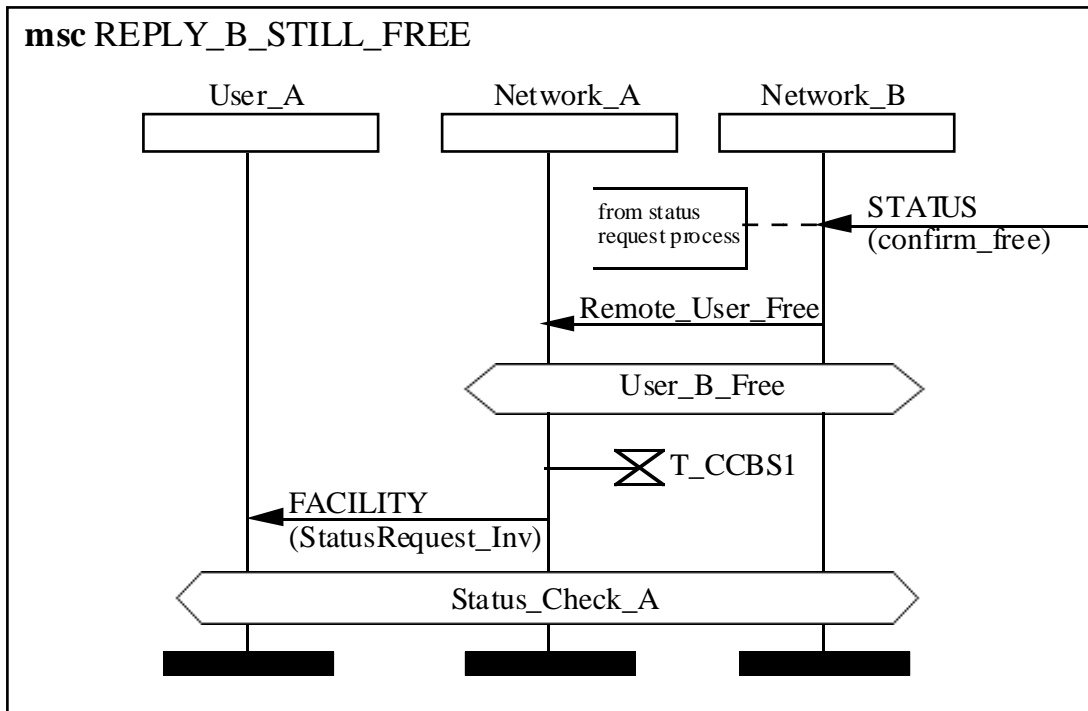 msc REPLY_B_STILL_FREE
User_A
Network_A
Network_B
from status
request process
STATUS
(confirm_free)
Remote_User_Free
User_B_Free
T_CCBS1
FACILITY
(StatusRequest_Inv)
Status_Check_A